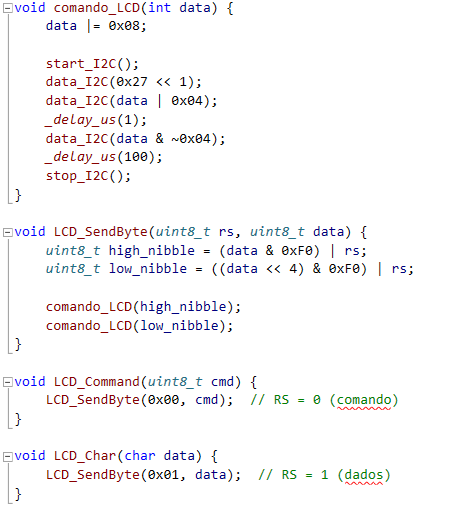 void comando_LCD(int data) {
    data |= 0x08;

    start_I2C();
    data_I2C(0x27 << 1);
    data_I2C(data | 0x04);
    _delay_us(1);
    data_I2C(data & ~0x04);
    _delay_us(100);
    stop_I2C();
}

void LCD_SendByte(uint8_t rs, uint8_t data) {
    uint8_t high_nibble = (data & 0xF0) | rs;
    uint8_t low_nibble = ((data << 4) & 0xF0) | rs;

    comando_LCD(high_nibble);
    comando_LCD(low_nibble);
}

void LCD_Command(uint8_t cmd) {
    LCD_SendByte(0x00, cmd);  // RS = 0 (comando)
}

void LCD_Char(char data) {
    LCD_SendByte(0x01, data);  // RS = 1 (dados)
}